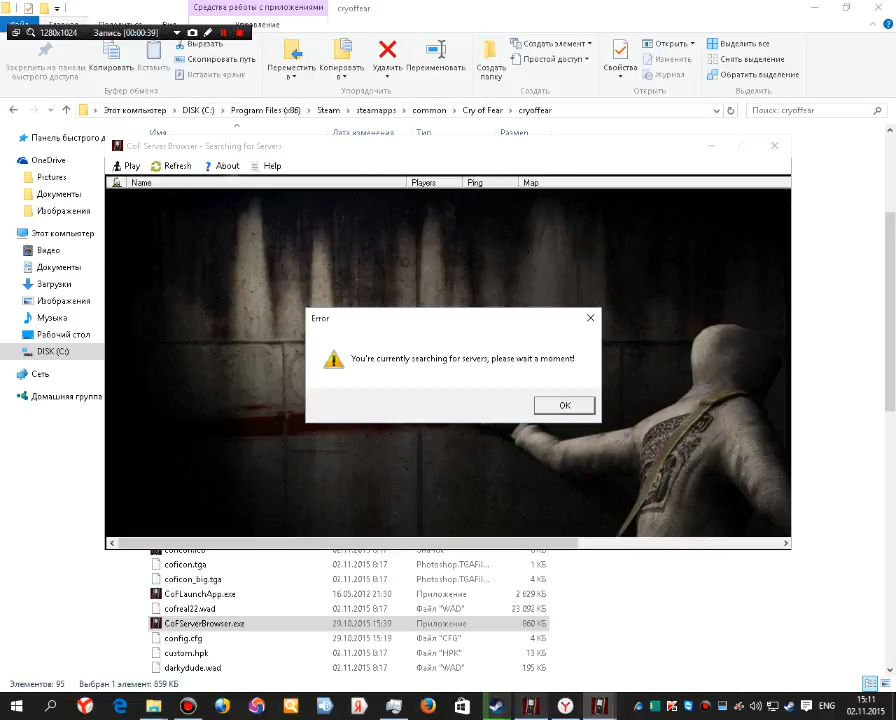 Средства работы с приложениями
cryoffear
Файл Главная Поделиться Вид Управление
1280x1024 Запись [00:00:39]
Вырезать
Скопировать путь
Вставить ярлык
Закрепить на панели быстрого доступа
Копировать
Вставить
Переместить в
Копировать в
Удалить
Переименовать
Создать папку
Создать элемент
Простой доступ
Свойства
Открыть
Изменить
Журнал
Выделить все
Снять выделение
Обратить выделение
Буфер обмена
Упорядочить
Создать
Открыть
Выделить
Этот компьютер DISK (C:) Program Files (x86) Steam steamapps common Cry of Fear cryoffear
Поиск: cryoffear
Имя Дата изменения Тип Размер
Панель быстрого д
OneDrive
Pictures
Документы
Изображения
Этот компьютер
Видео
Документы
Загрузки
Изображения
Музыка
Рабочий стол
DISK (C:)
Сеть
Домашняя группа
CoF Server Browser - Searching for Servers
Play Refresh About Help
Name Players Ping Map
Error
You're currently searching for servers, please wait a moment!
OK
coficon.tga 02.11.2015 8:17 Photoshop.TGAFil... 1 КБ
coficon_big.tga 02.11.2015 8:17 Photoshop.TGAFil... 4 КБ
CoFLaunchApp.exe 16.05.2012 21:30 Приложение 2 629 КБ
cofreal22.wad 02.11.2015 8:17 Файл "WAD" 23 092 КБ
CoFServerBrowser.exe 29.10.2015 15:39 Приложение 860 КБ
config.cfg 29.10.2015 15:19 Файл "CFG" 4 КБ
custom.hpk 02.11.2015 8:17 Файл "HPK" 13 КБ
darkydude.wad 02.11.2015 8:17 Файл "WAD" 195 КБ
Элементов: 95 Выбран 1 элемент: 859 КБ
ENG
15:11
02.11.2015